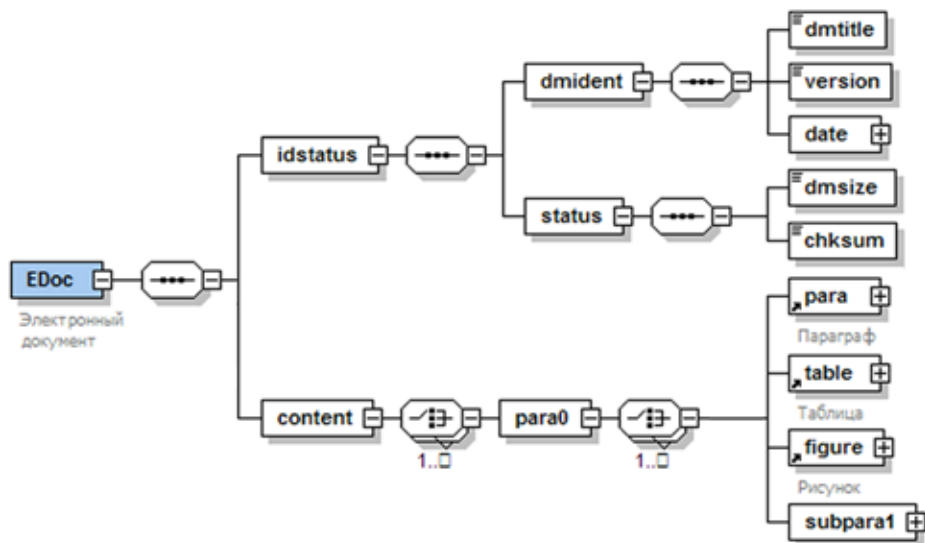 dmtitle
dmident
version
date
idstatus
dmsize
status
chksum
EDoc
Электронный
документ
para
Параграф
table
content
para0
Таблица
1..□
1..□
figure
Рисунок
subpara1